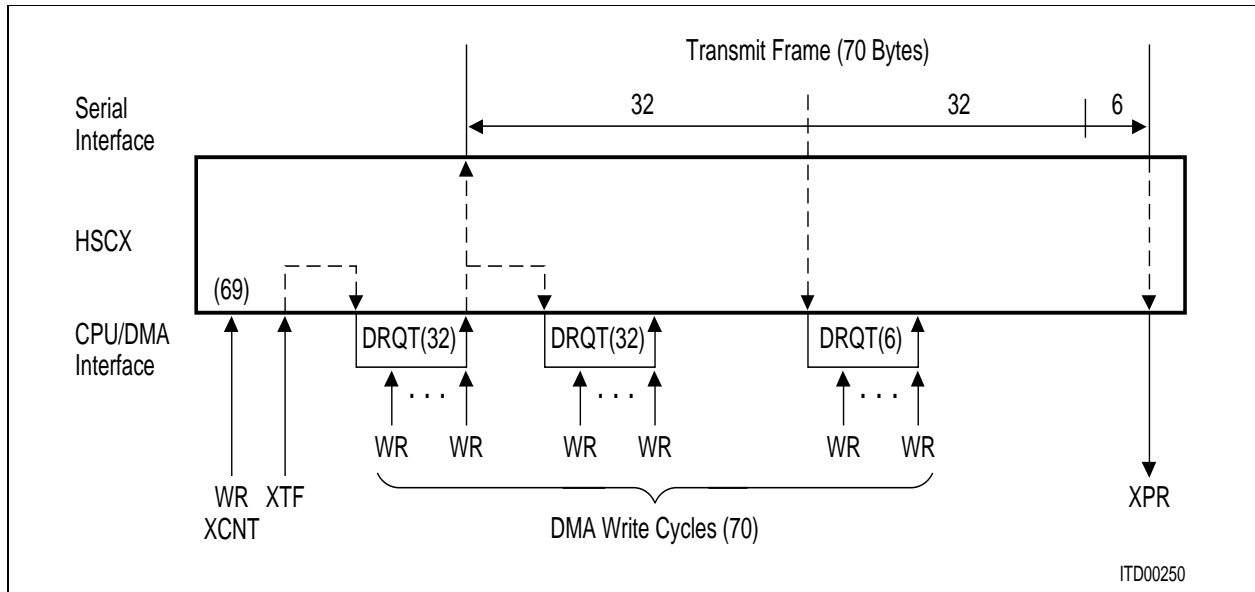 Transmit Frame (70 Bytes)
Serial
Interface
32
32
6
HSCX
(69)
CPU/DMA
Interface
DRQT(32)
DRQT(32)
DRQT(6)
. . .
. . .
. . .
WR
WR
WR
WR
WR
WR
WR
XCNT
XTF
XPR
DMA Write Cycles (70)
ITD00250